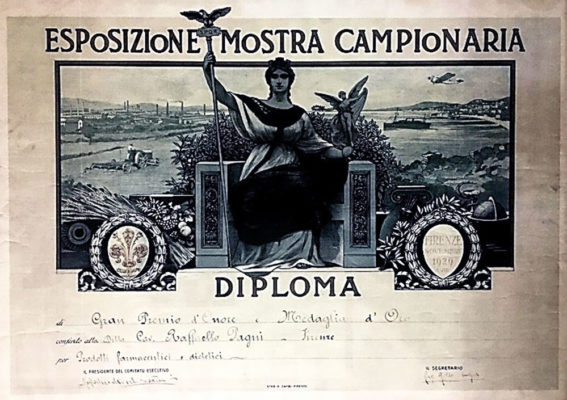 ESPOSIZIONE MOSTRA CAMPIONARIA
FIRENZE
NOVEMBRE
1929
DIPLOMA
di Gran Premio d'Onore e Medaglia d'Oro
conferito alla Ditta Cav. Raffaello Pagni - Firenze
per Prodotti farmaceutici e dietetici
IL PRESIDENTE DEL COMITATO ESECUTIVO
IL SEGRETARIO